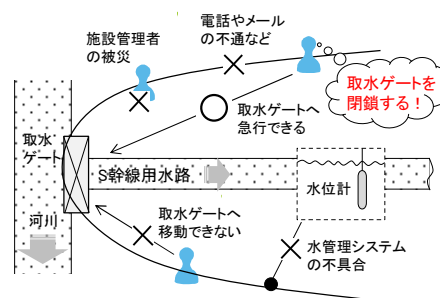 電話やメール
の不通など
施設管理者
の被災
取水ゲートを
閉鎖する！
取水ゲートへ
急行できる
取水
ゲート
S幹線用水路
水位計
河川
取水ゲートへ
移動できない
水管理システム
の不具合